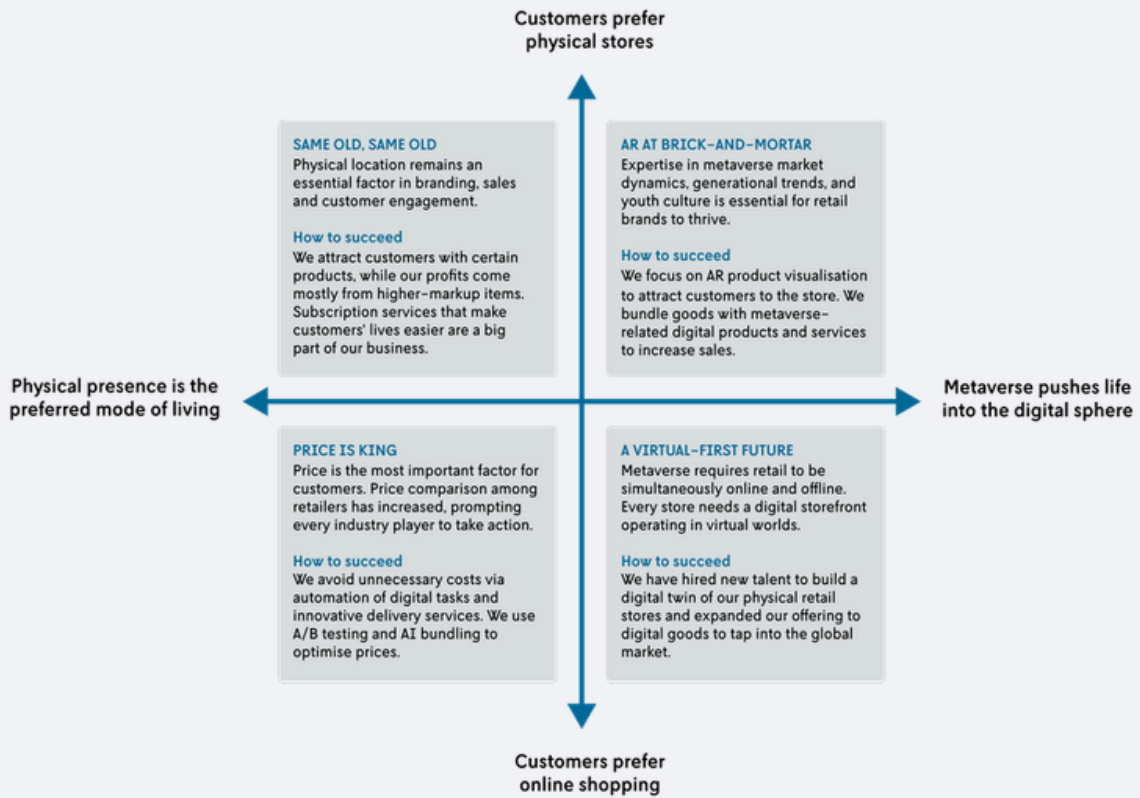 Customers prefer
physical stores
SAME OLD, SAME OLD
Physical location remains an
essential factor in branding, sales
and customer engagement.
How to succeed
We attract customers with certain
products, while our profits come
mostly from higher-markup items.
Subscription services that make
customers' lives easier are a big
part of our business.
AR AT BRICK-AND-MORTAR
Expertise in metaverse market
dynamics, generational trends, and
youth culture is essential for retail
brands to thrive.
How to succeed
We focus on AR product visualisation
to attract customers to the store. We
bundle goods with metaverse-
related digital products and services
to increase sales.
Physical presence is the
preferred mode of living
Metaverse pushes life
into the digital sphere
PRICE IS KING
Price is the most important factor for
customers. Price comparison among
retailers has increased, prompting
every industry player to take action.
How to succeed
We avoid unnecessary costs via
automation of digital tasks and
innovative delivery services. We use
A/B testing and AI bundling to
optimise prices.
A VIRTUAL-FIRST FUTURE
Metaverse requires retail to be
simultaneously online and offline.
Every store needs a digital storefront
operating in virtual worlds.
How to succeed
We have hired new talent to build a
digital twin of our physical retail
stores and expanded our offering to
digital goods to tap into the global
market.
Customers prefer
online shopping